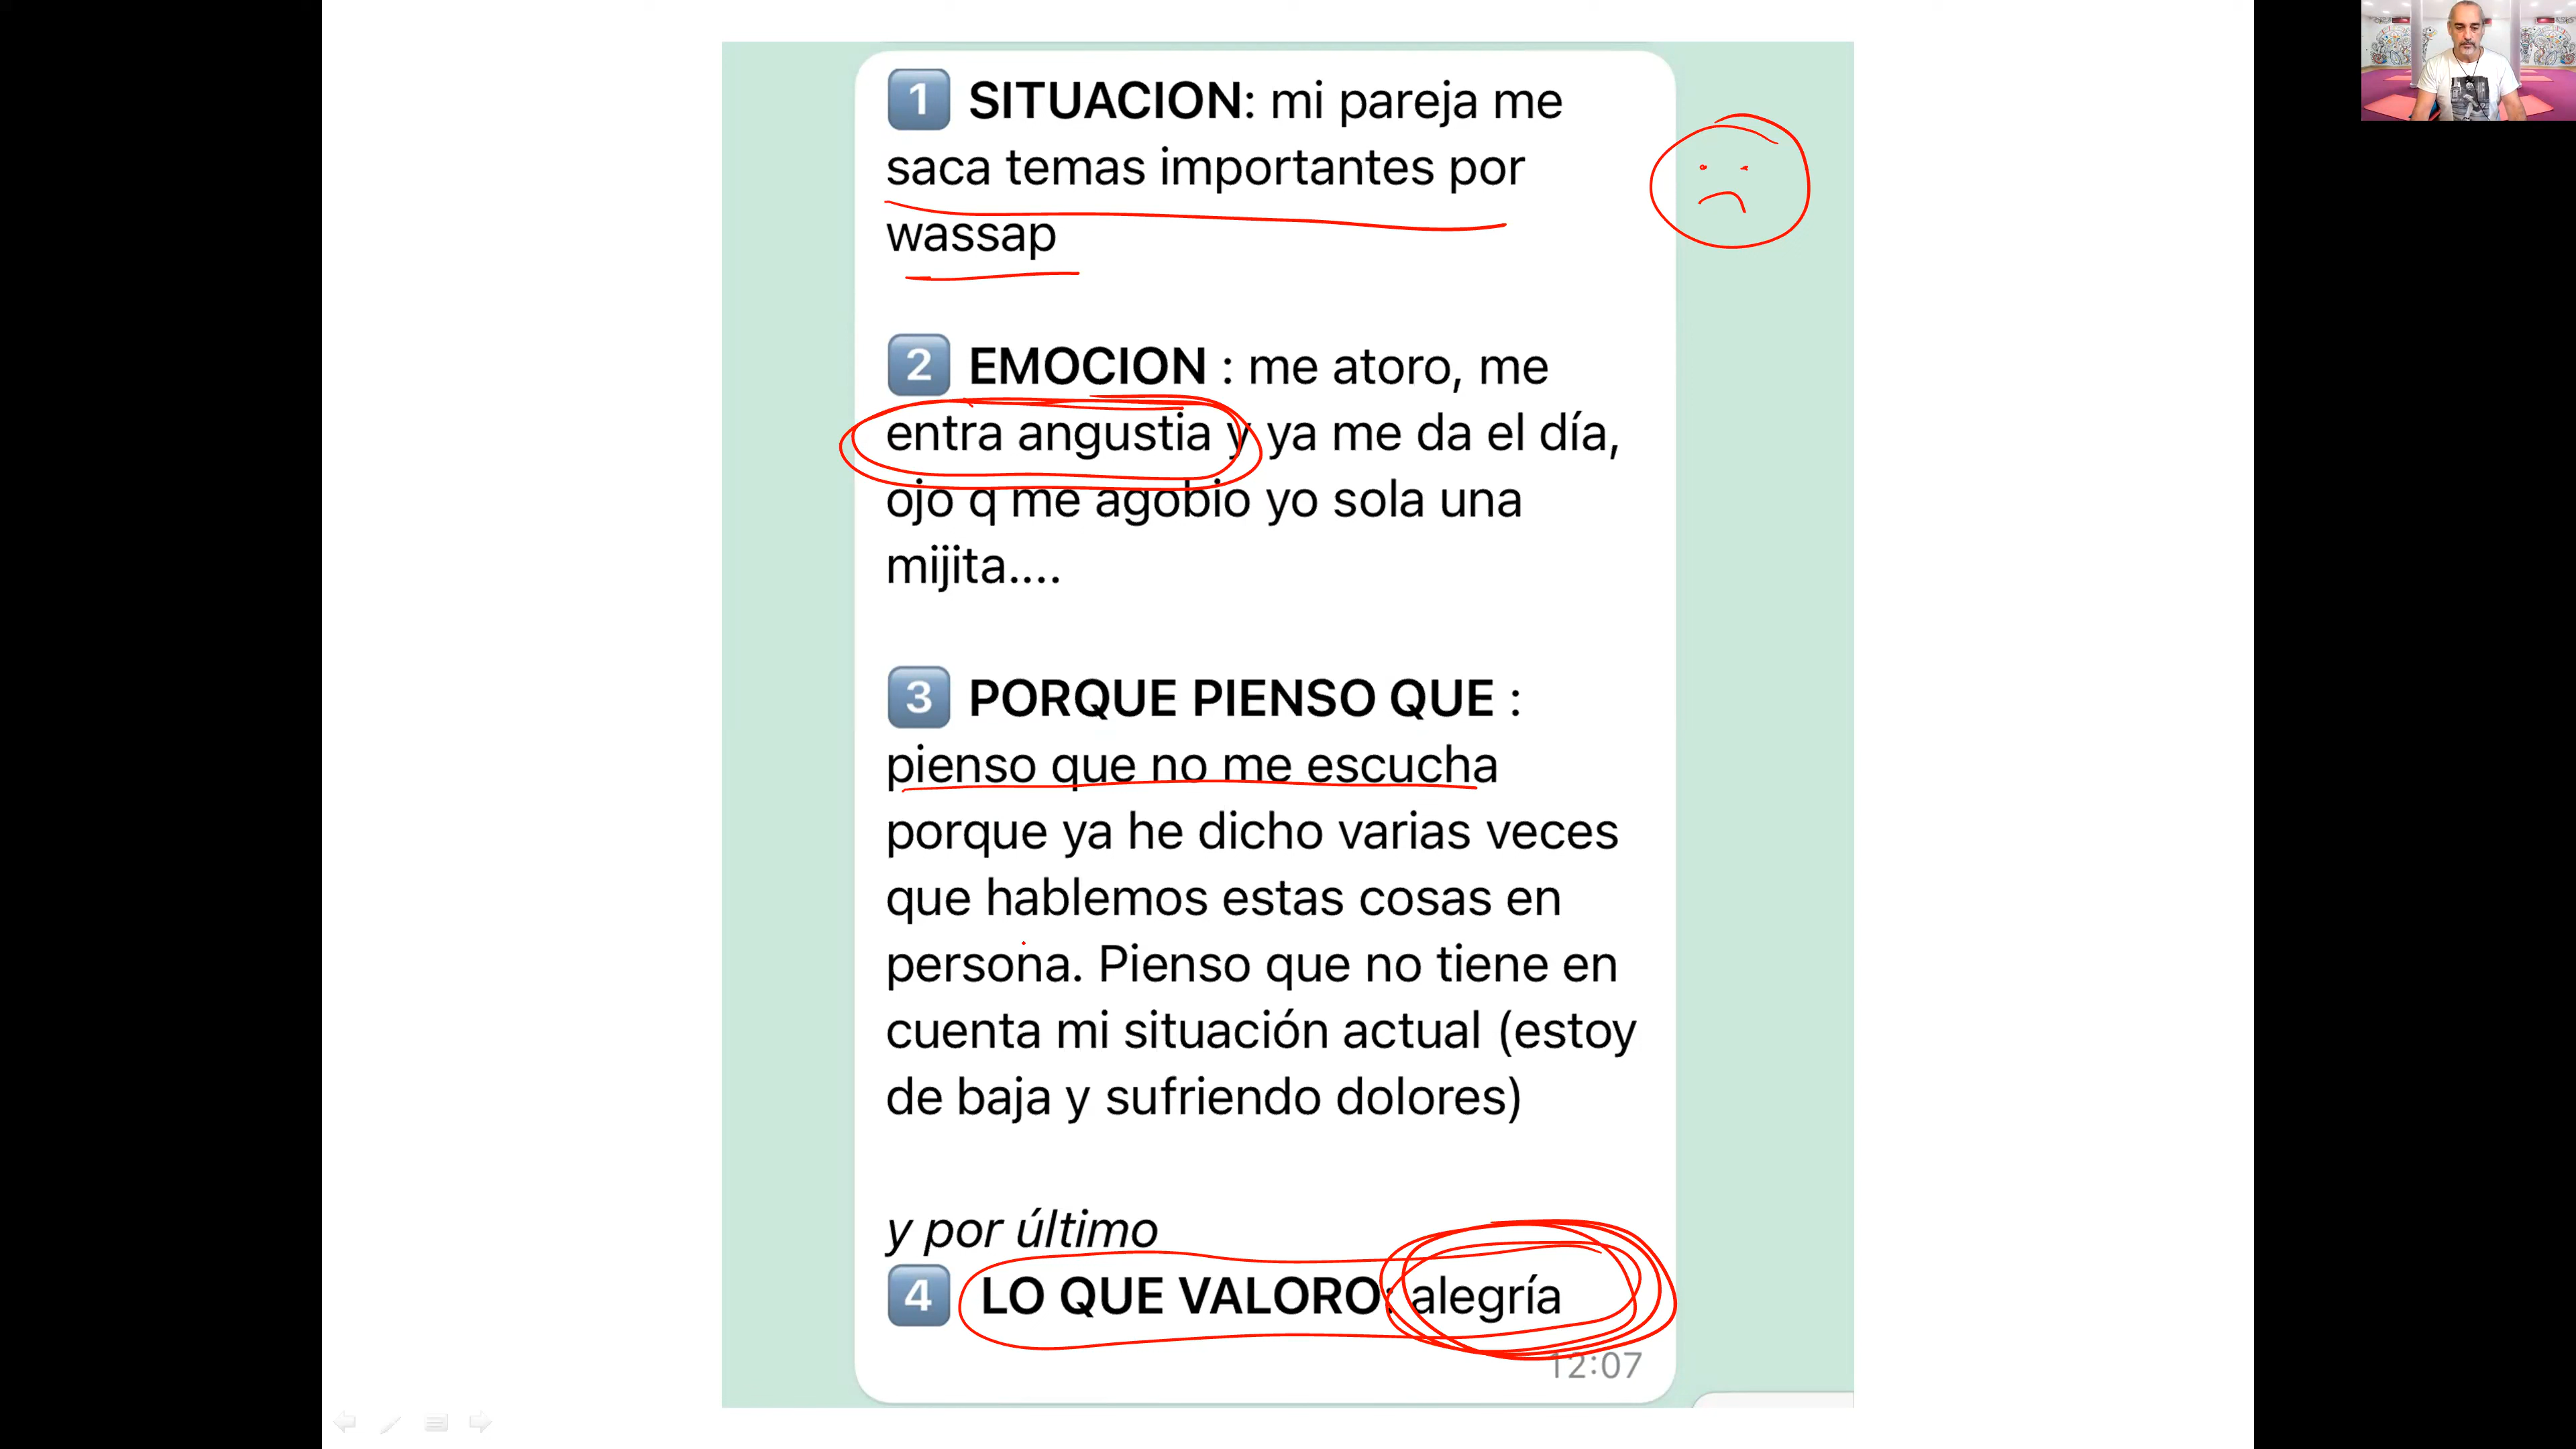 1 SITUACION: mi pareja me
saca temas importantes por
wassap
2 EMOCION : me atoro, me
entra angustia y ya me da el día,
ojo q me agobio yo sola una
mijita....
3 PORQUE PIENSO QUE :
pienso que no me escucha
porque ya he dicho varias veces
que hablemos estas cosas en
persona. Pienso que no tiene en
cuenta mi situación actual (estoy
de baja y sufriendo dolores)
y por último
4 LO QUE VALORO: alegría
12:07